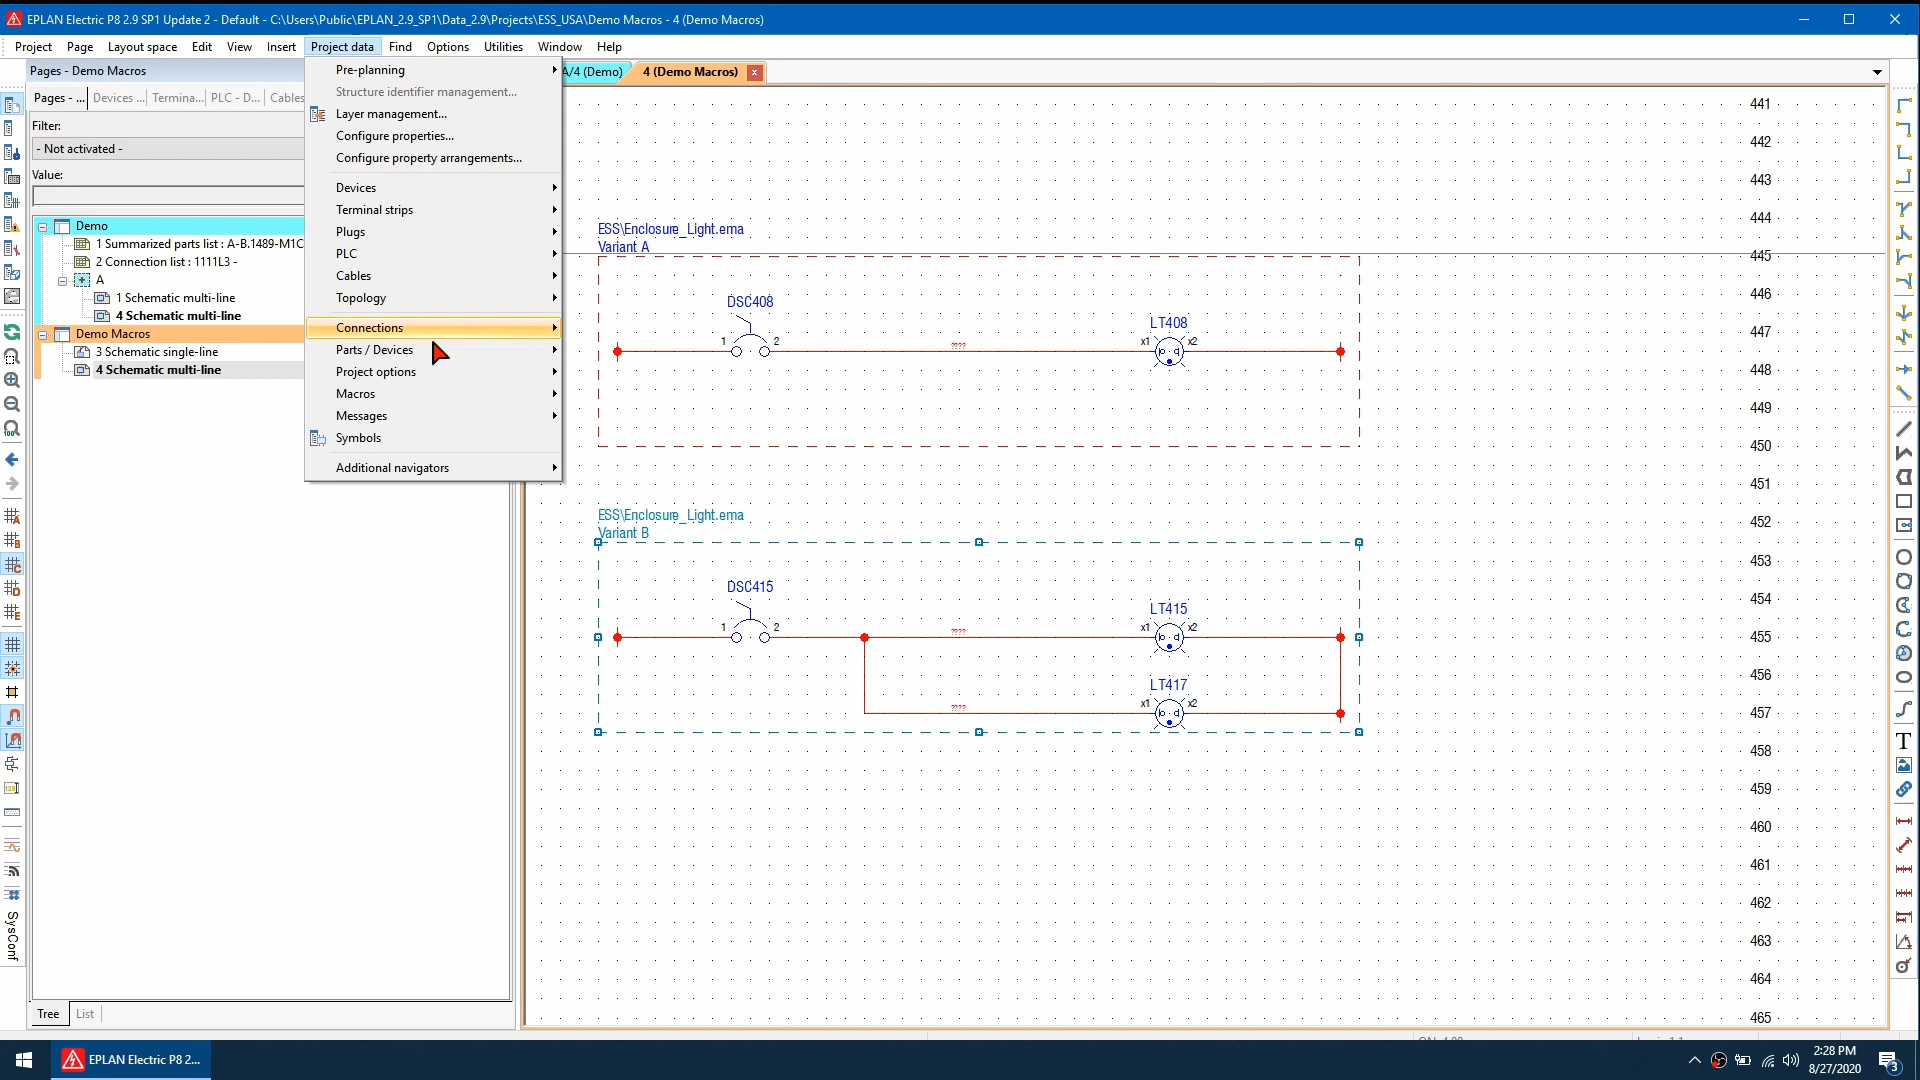 EPLAN Electric P8 2.9 SP1 Update 2 - Default - C:\Users\Public\EPLAN_2.9_SP1\Data_2.9\Projects\ESS_USA\Demo Macros - 4 (Demo Macros)
Project Page Layout space Edit View Insert Project data Find Options Utilities Window Help
Pages - Demo Macros
Pages - ... Devices ... Termina... PLC - D... Cables
Filter:
- Not activated -
Value:
Demo
1 Summarized parts list : A-B.1489-M1C
2 Connection list : 1111L3 -
A
1 Schematic multi-line
4 Schematic multi-line
Demo Macros
3 Schematic single-line
4 Schematic multi-line
Tree List
SysConf
Pre-planning
Structure identifier management...
Layer management...
Configure properties...
Configure property arrangements...
Devices
Terminal strips
Plugs
PLC
Cables
Topology
Connections
Parts / Devices
Project options
Macros
Messages
Symbols
Additional navigators
A/4 (Demo) 4 (Demo Macros) x
ESS\Enclosure_Light.ema
Variant A
DSC408
1 2
????
LT408
x1 x2
ESS\Enclosure_Light.ema
Variant B
DSC415
1 2
????
LT415
x1 x2
LT417
????
x1 x2
441
442
443
444
445
446
447
448
449
450
451
452
453
454
455
456
457
458
459
460
461
462
463
464
465
T
EPLAN Electric P8 2...
2:28 PM
8/27/2020
3